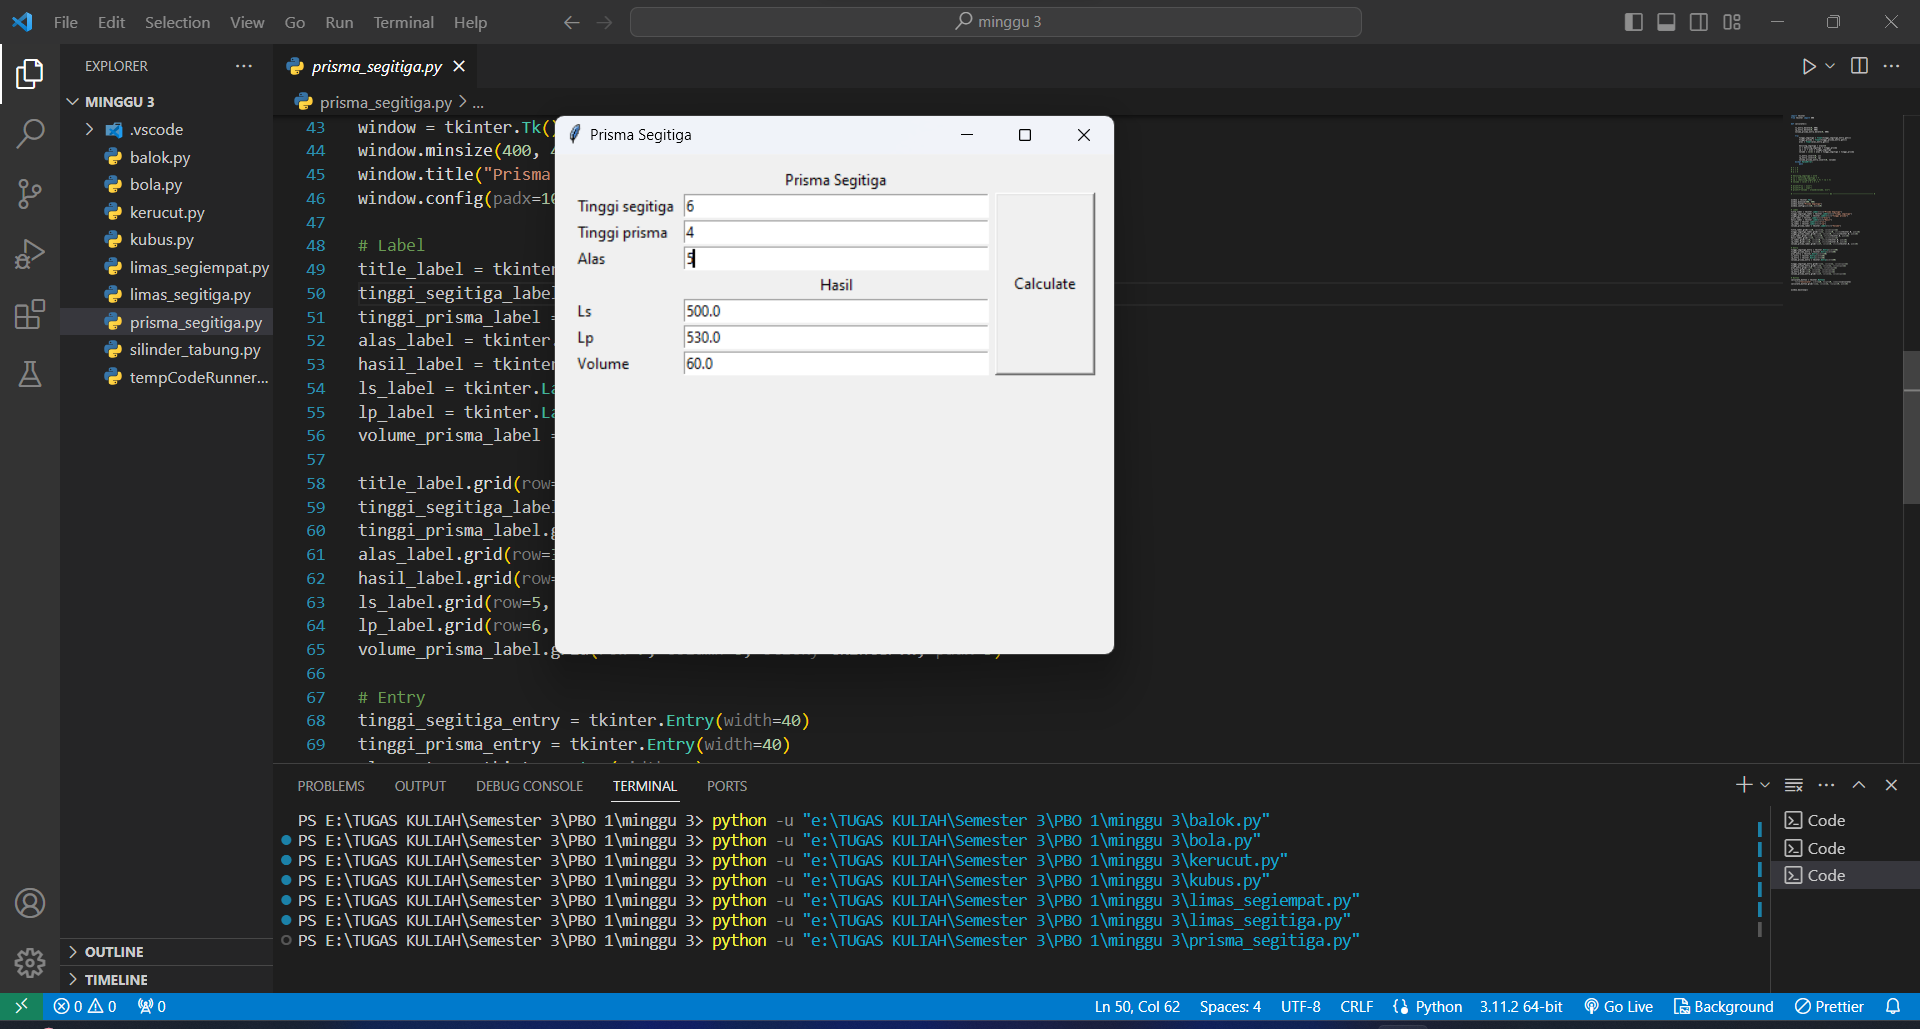 File Edit Selection View Go Run Terminal Help
minggu 3
EXPLORER
MINGGU 3
.vscode
balok.py
bola.py
kerucut.py
kubus.py
limas_segiempat.py
limas_segitiga.py
prisma_segitiga.py
silinder_tabung.py
tempCodeRunner...
OUTLINE
TIMELINE
prisma_segitiga.py
prisma_segitiga.py > ...
43 window = tkinter.Tk()
44 window.minsize(400, 4
45 window.title("Prisma
46 window.config(padx=10
47
48 # Label
49 title_label = tkinter
50 tinggi_segitiga_label
51 tinggi_prisma_label =
52 alas_label = tkinter.
53 hasil_label = tkinter
54 ls_label = tkinter.La
55 lp_label = tkinter.La
56 volume_prisma_label =
57
58 title_label.grid(row=
59 tinggi_segitiga_label
60 tinggi_prisma_label.g
61 alas_label.grid(row=3
62 hasil_label.grid(row=
63 ls_label.grid(row=5,
64 lp_label.grid(row=6,
65 volume_prisma_label.g
66
67 # Entry
68 tinggi_segitiga_entry = tkinter.Entry(width=40)
69 tinggi_prisma_entry = tkinter.Entry(width=40)
Prisma Segitiga
Prisma Segitiga
Tinggi segitiga 6
Tinggi prisma 4
Alas 5
Hasil
Ls 500.0
Lp 530.0
Volume 60.0
Calculate
PROBLEMS OUTPUT DEBUG CONSOLE TERMINAL PORTS
PS E:\TUGAS KULIAH\Semester 3\PBO 1\minggu 3> python -u "e:\TUGAS KULIAH\Semester 3\PBO 1\minggu 3\balok.py"
PS E:\TUGAS KULIAH\Semester 3\PBO 1\minggu 3> python -u "e:\TUGAS KULIAH\Semester 3\PBO 1\minggu 3\bola.py"
PS E:\TUGAS KULIAH\Semester 3\PBO 1\minggu 3> python -u "e:\TUGAS KULIAH\Semester 3\PBO 1\minggu 3\kerucut.py"
PS E:\TUGAS KULIAH\Semester 3\PBO 1\minggu 3> python -u "e:\TUGAS KULIAH\Semester 3\PBO 1\minggu 3\kubus.py"
PS E:\TUGAS KULIAH\Semester 3\PBO 1\minggu 3> python -u "e:\TUGAS KULIAH\Semester 3\PBO 1\minggu 3\limas_segiempat.py"
PS E:\TUGAS KULIAH\Semester 3\PBO 1\minggu 3> python -u "e:\TUGAS KULIAH\Semester 3\PBO 1\minggu 3\limas_segitiga.py"
PS E:\TUGAS KULIAH\Semester 3\PBO 1\minggu 3> python -u "e:\TUGAS KULIAH\Semester 3\PBO 1\minggu 3\prisma_segitiga.py"
Code
Code
Code
0 0 0 Ln 50, Col 62 Spaces: 4 UTF-8 CRLF Python 3.11.2 64-bit Go Live Background Prettier